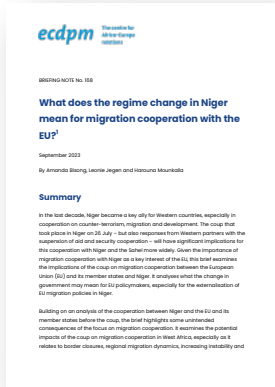 ecdpm
The centre for
Africa-Europe
relations
BRIEFING NOTE No. 168
What does the regime change in Niger
mean for migration cooperation with the
EU?¹
September 2023
By Amanda Bisong, Leonie Jegen and Harouna Mounkaila
Summary
In the last decade, Niger became a key ally for Western countries, especially in
cooperation on counter-terrorism, migration and development. The coup that
took place in Niger on 26 July – but also responses from Western partners with the
suspension of aid and security cooperation – will have significant implications for
this cooperation with Niger and the Sahel more widely. Given the importance of
migration cooperation with Niger as a key interest of the EU, this brief examines
the implications of the coup on migration cooperation between the European
Union (EU) and its member states and Niger. It analyses what the change in
government may mean for EU policymakers, especially for the externalisation of
EU migration policies in Niger.
Building on an analysis of the cooperation between Niger and the EU and its
member states before the coup, the brief highlights some unintended
consequences of the focus on migration cooperation. It examines the potential
impacts of the coup on migration cooperation in West Africa, especially as it
relates to border closures, regional migration dynamics, increasing instability and